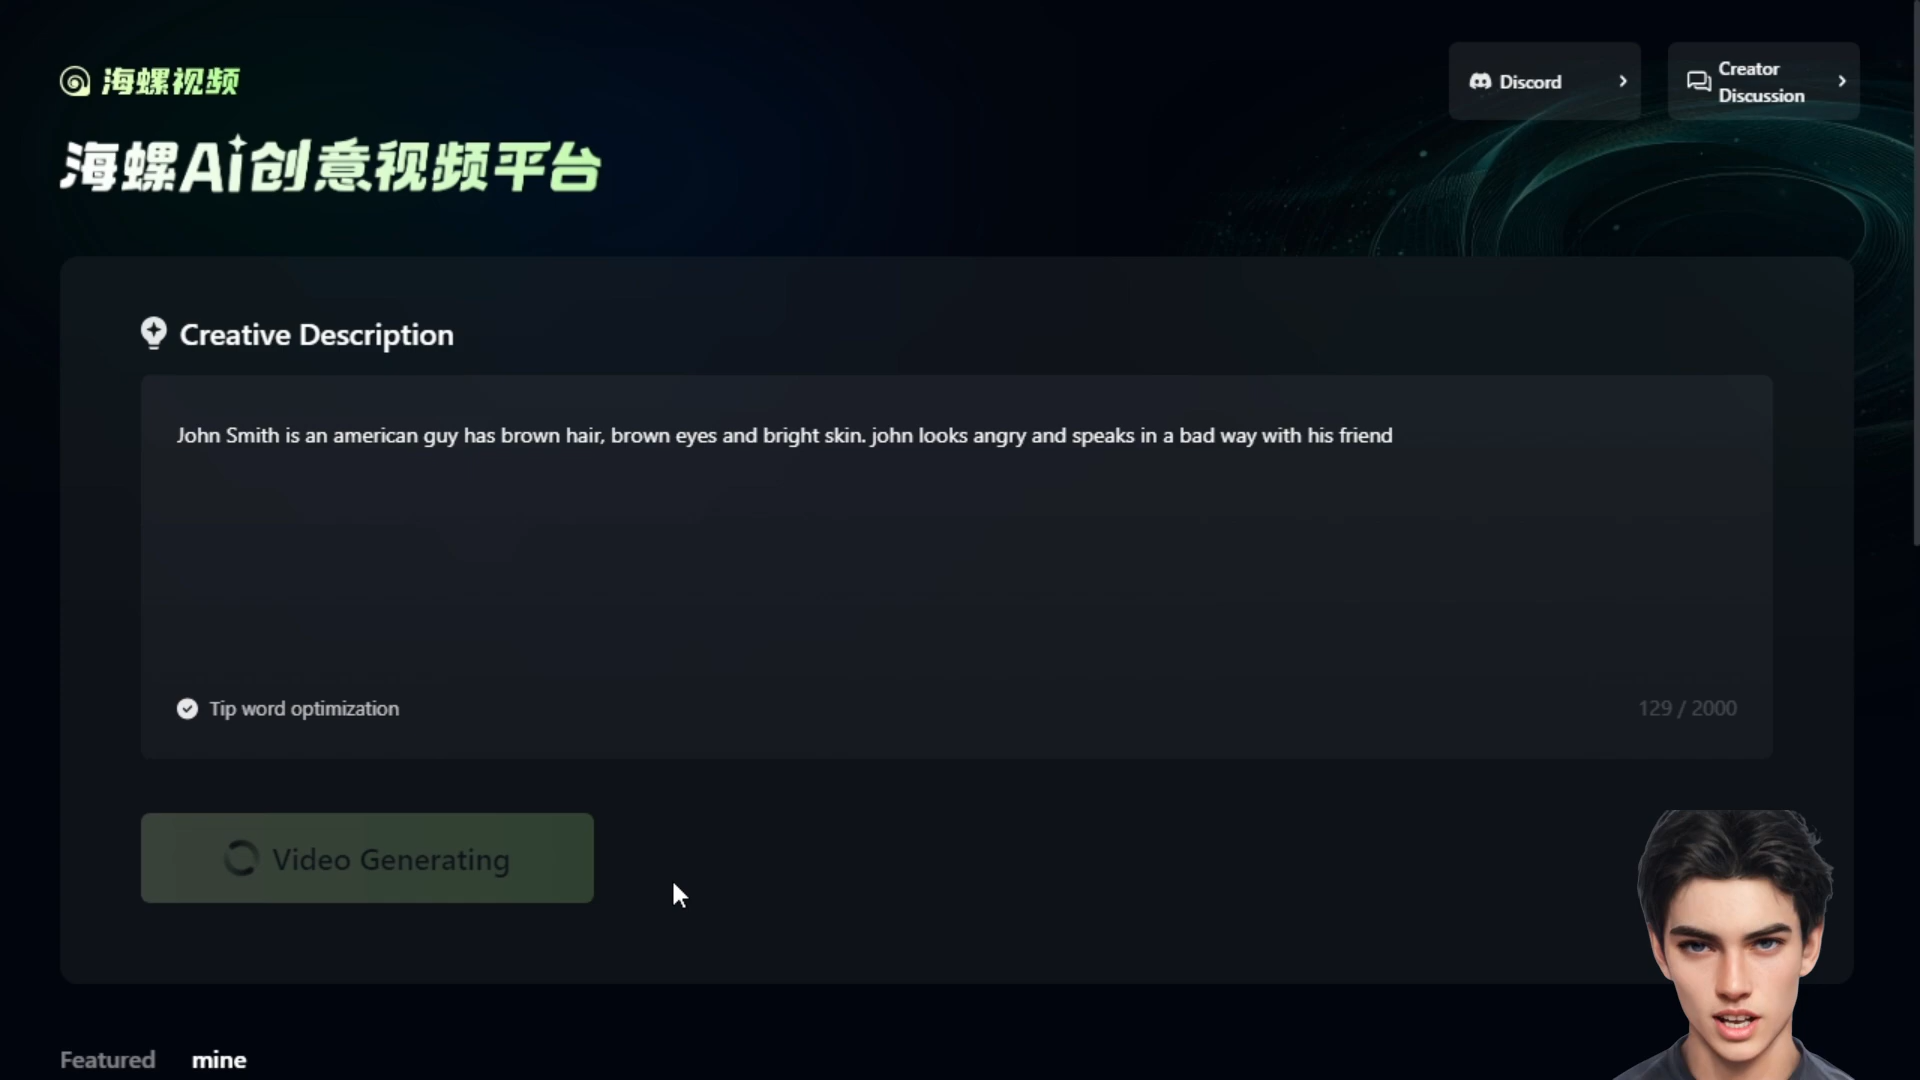 海螺视频
Discord
Creator
Discussion
海螺Ai创意视频平台
Creative Description
John Smith is an american guy has brown hair, brown eyes and bright skin. john looks angry and speaks in a bad way with his friend
Tip word optimization
129 / 2000
Video Generating
Featured
mine